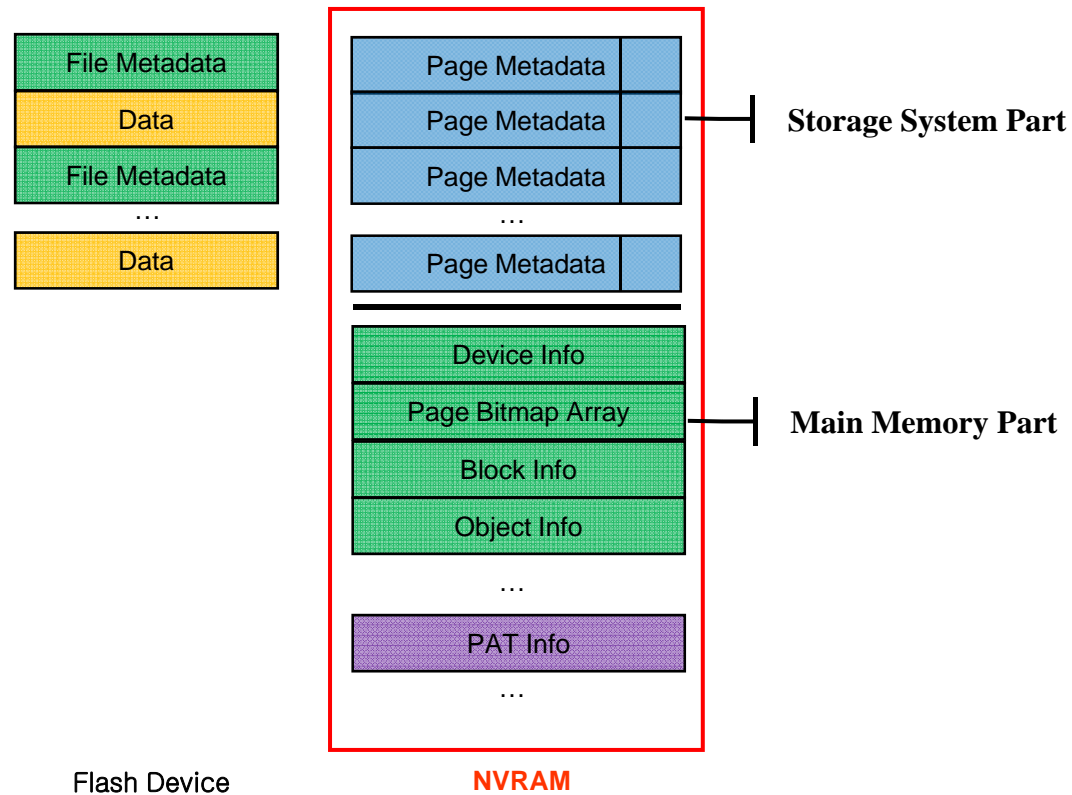 File Metadata
Data
File Metadata
…
Data
Flash Device
Page Metadata
Page Metadata
Page Metadata
…
Page Metadata
Device Info
Page Bitmap Array
Block Info
Object Info
…
PAT Info
…
NVRAM
Storage System Part
Main Memory Part